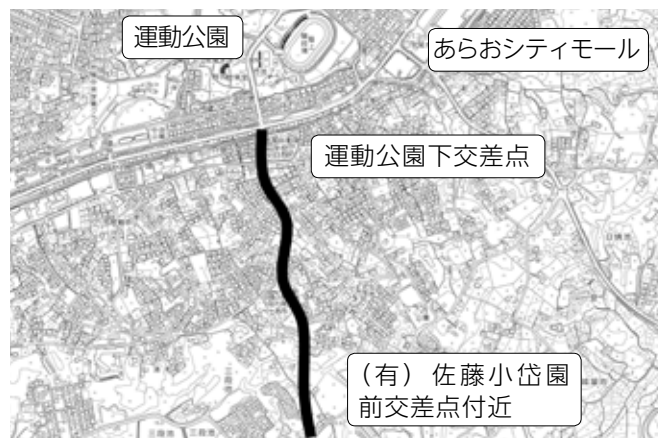 運動公園
あらおシティモール
運動公園下交差点
（有）佐藤小岱園
前交差点付近